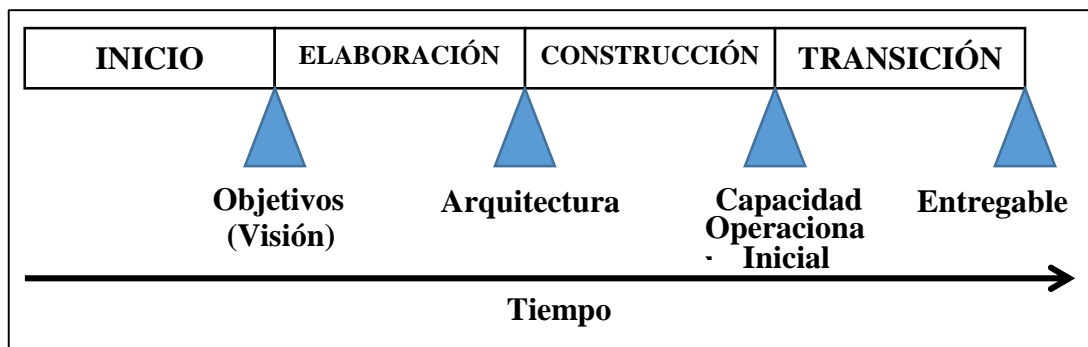 INICIO
ELABORACIÓN
CONSTRUCCIÓN
TRANSICIÓN
Objetivos
(Visión)
Arquitectura
Capacidad
Operaciona
Inicial
Entregable
Tiempo